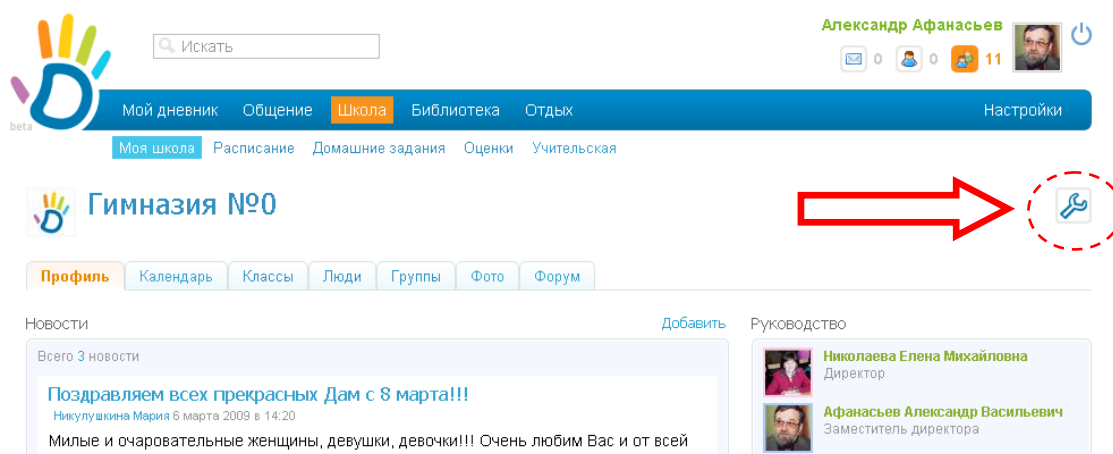 Искать
Александр Афанасьев
0 0 11
beta
Мой дневник Общение Школа Библиотека Отдых Настройки
Моя школа Расписание Домашние задания Оценки Учительская
Гимназия №0
Профиль Календарь Классы Люди Группы Фото Форум
Новости Добавить
Всего 3 новости
Поздравляем всех прекрасных Дам с 8 марта!!!
Никулушкина Мария 6 марта 2009 в 14:20
Милые и очаровательные женщины, девушки, девочки!!! Очень любим Вас и от всей
Руководство
Николаева Елена Михайловна
Директор
Афанасьев Александр Васильевич
Заместитель директора